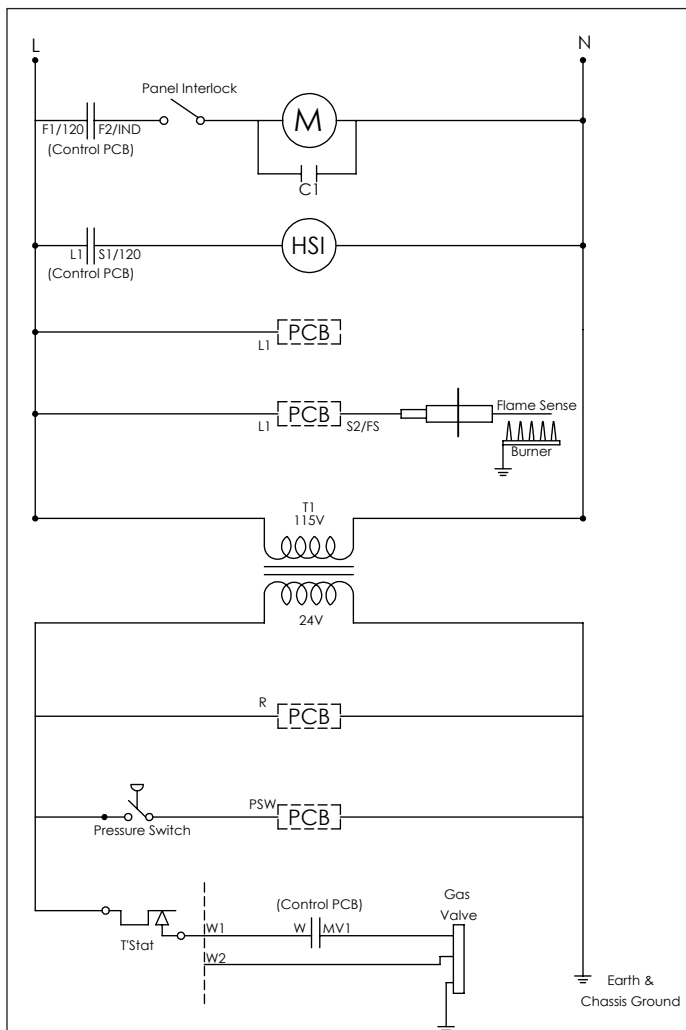 L
N
Panel Interlock
M
F1/120
F2/IND
(Control PCB)
C1
HSI
L1
S1/120
(Control PCB)
PCB
L1
PCB
L1
S2/FS
Flame Sense
Burner
T1
115V
24V
R
PCB
PSW
PCB
Pressure Switch
(Control PCB)
Gas
Valve
T'Stat
W1
W
MV1
W2
Earth &
Chassis Ground